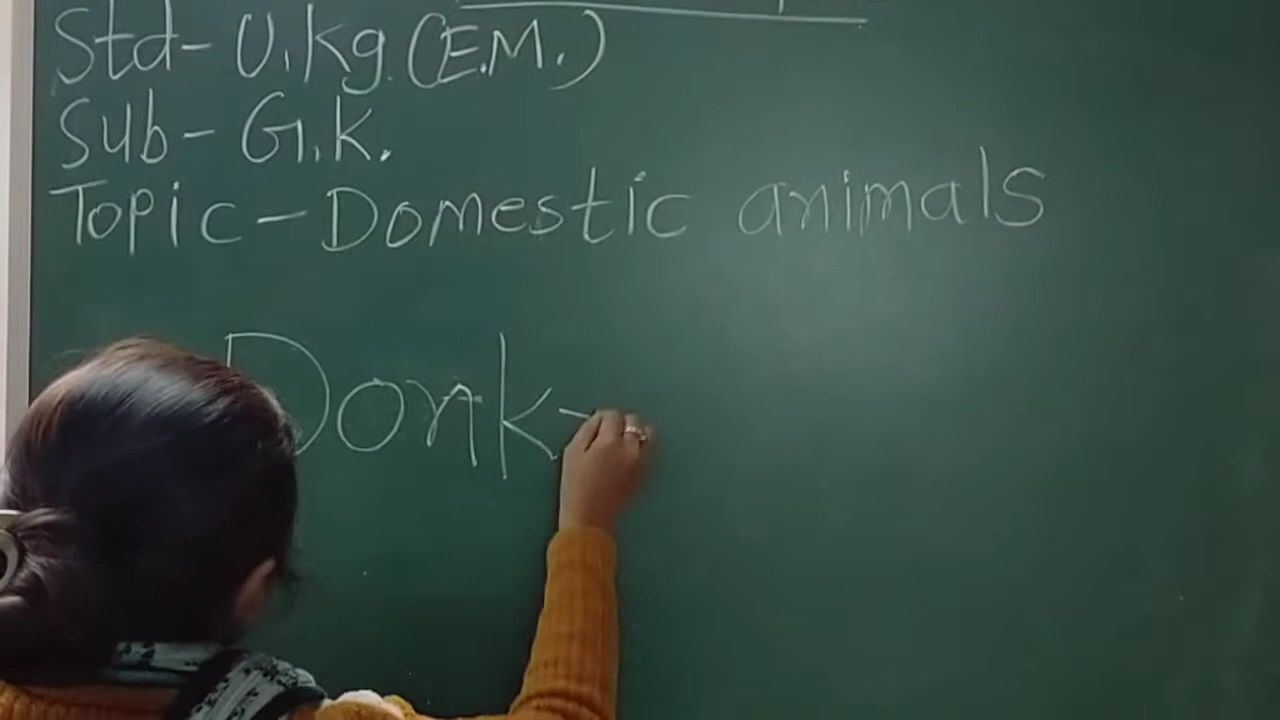 Std- U.kg.(E.M.)
Sub- G.k.
Topic- Domestic animals
Donk